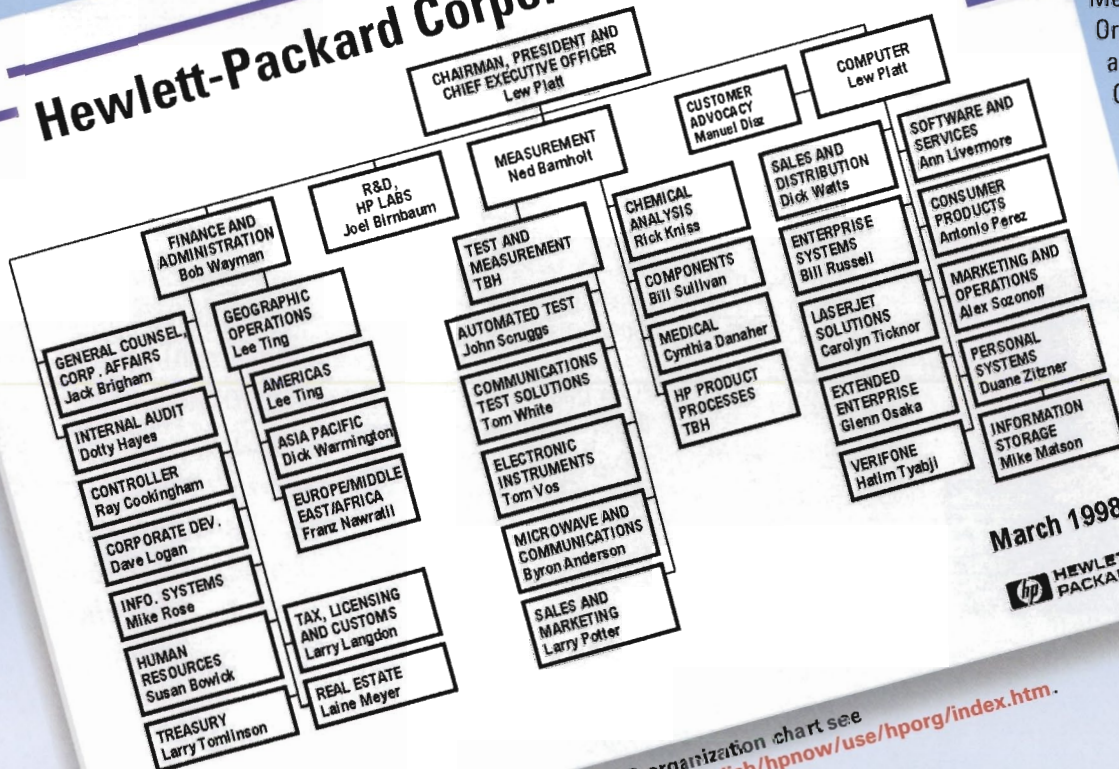 Hewlett-Packard
CHAIRMAN, PRESIDENT AND
CHIEF EXECUTIVE OFFICER
Lew Platt
COMPUTER
Lew Platt
CUSTOMER
ADVOCACY
Manuel Diaz
MEASUREMENT
Ned Barnholt
R&D,
HP LABS
Joel Birnbaum
FINANCE AND
ADMINISTRATION
Bob Wayman
GENERAL COUNSEL,
CORP. AFFAIRS
Jack Brigham
INTERNAL AUDIT
Dotty Hayes
CONTROLLER
Ray Cookingham
CORPORATE DEV.
Dave Logan
INFO. SYSTEMS
Mike Rose
HUMAN
RESOURCES
Susan Bowick
TREASURY
Larry Tomlinson
GEOGRAPHIC
OPERATIONS
Lee Ting
AMERICAS
Lee Ting
ASIA PACIFIC
Dick Warmington
EUROPE/MIDDLE
EAST/AFRICA
Franz Nawratil
TAX, LICENSING
AND CUSTOMS
Larry Langdon
REAL ESTATE
Laine Meyer
TEST AND
MEASUREMENT
TBH
AUTOMATED TEST
John Scruggs
COMMUNICATIONS
TEST SOLUTIONS
Tom White
ELECTRONIC
INSTRUMENTS
Tom Vos
MICROWAVE AND
COMMUNICATIONS
Byron Anderson
SALES AND
MARKETING
Larry Potter
CHEMICAL
ANALYSIS
Rick Kniss
COMPONENTS
Bill Sullivan
MEDICAL
Cynthia Danaher
HP PRODUCT
PROCESSES
TBH
SALES AND
DISTRIBUTION
Dick Watts
ENTERPRISE
SYSTEMS
Bill Russell
LASERJET
SOLUTIONS
Carolyn Ticknor
EXTENDED
ENTERPRISE
Glenn Osaka
VERIFONE
Hatim Tyabji
SOFTWARE AND
SERVICES
Ann Livermore
CONSUMER
PRODUCTS
Antonio Perez
MARKETING AND
OPERATIONS
Alex Sozonoff
PERSONAL
SYSTEMS
Duane Zitzner
INFORMATION
STORAGE
Mike Matson
March 1998
hp
organization chart see
/hpnow/use/hporg/index.htm.